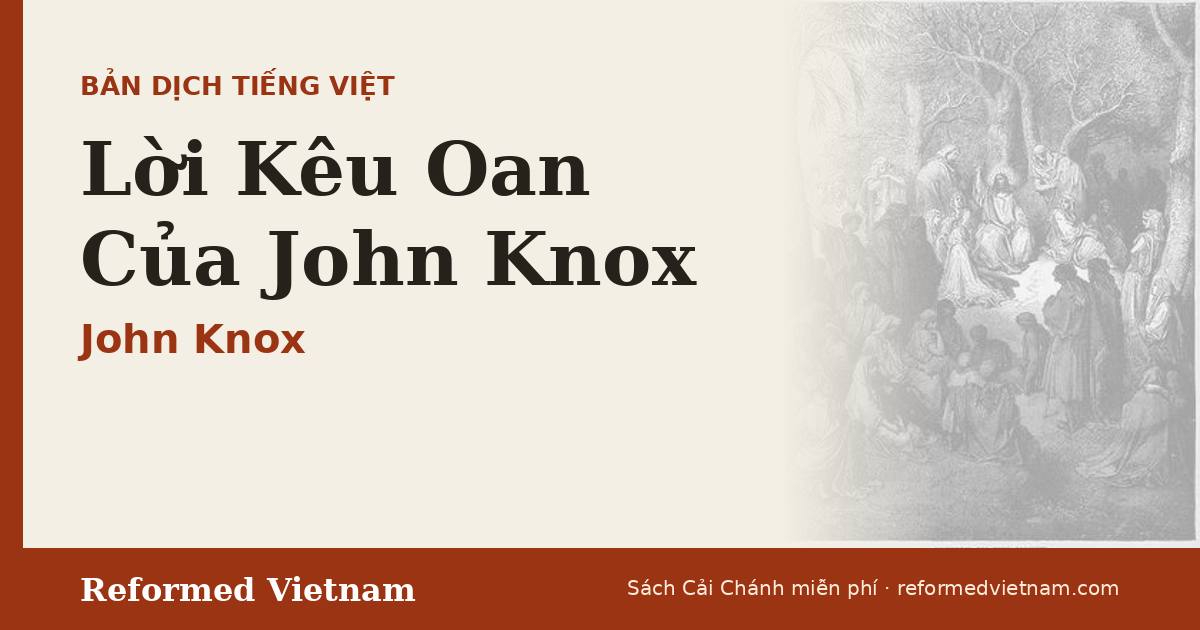 BẢN DỊCH TIẾNG VIỆT
Lời Kêu Oan
Của John Knox
John Knox
Reformed Vietnam
Sách Cải Chánh miễn phí · reformedvietnam.com